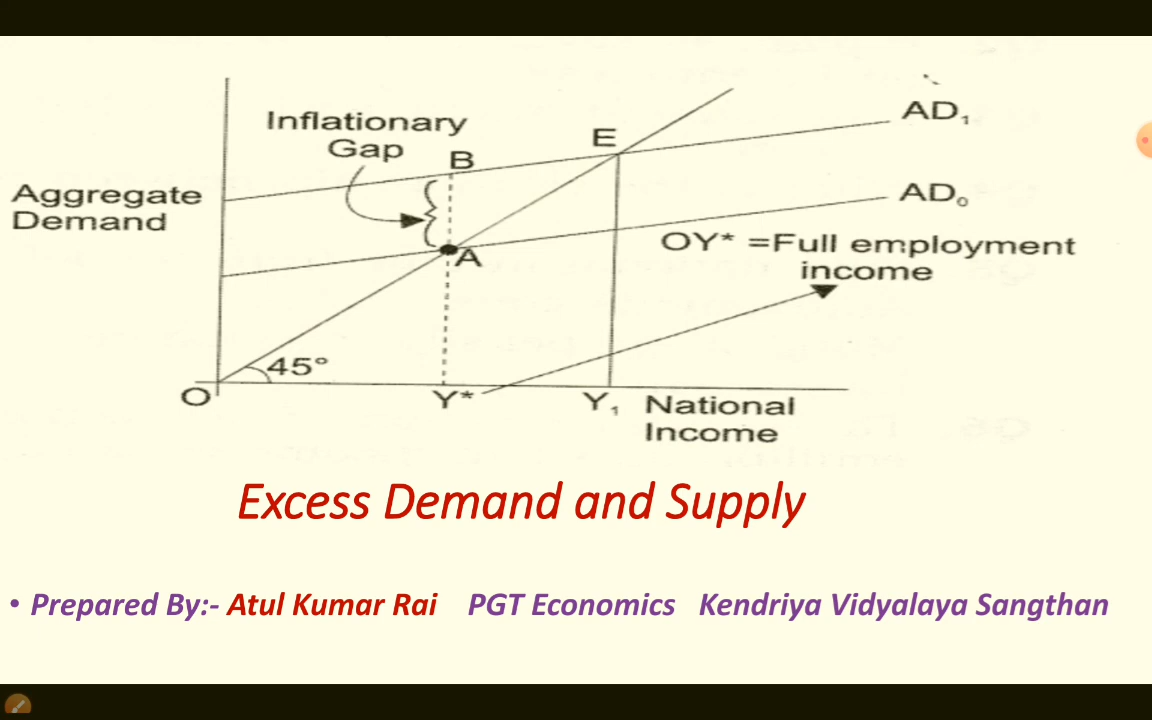 Inflationary
Gap
B
E
AD₁
Aggregate
Demand
AD₀
A
OY* =Full employment
income
45°
O
Y*
Y₁
National
Income
Excess Demand and Supply
• Prepared By:- Atul Kumar Rai PGT Economics Kendriya Vidyalaya Sangthan